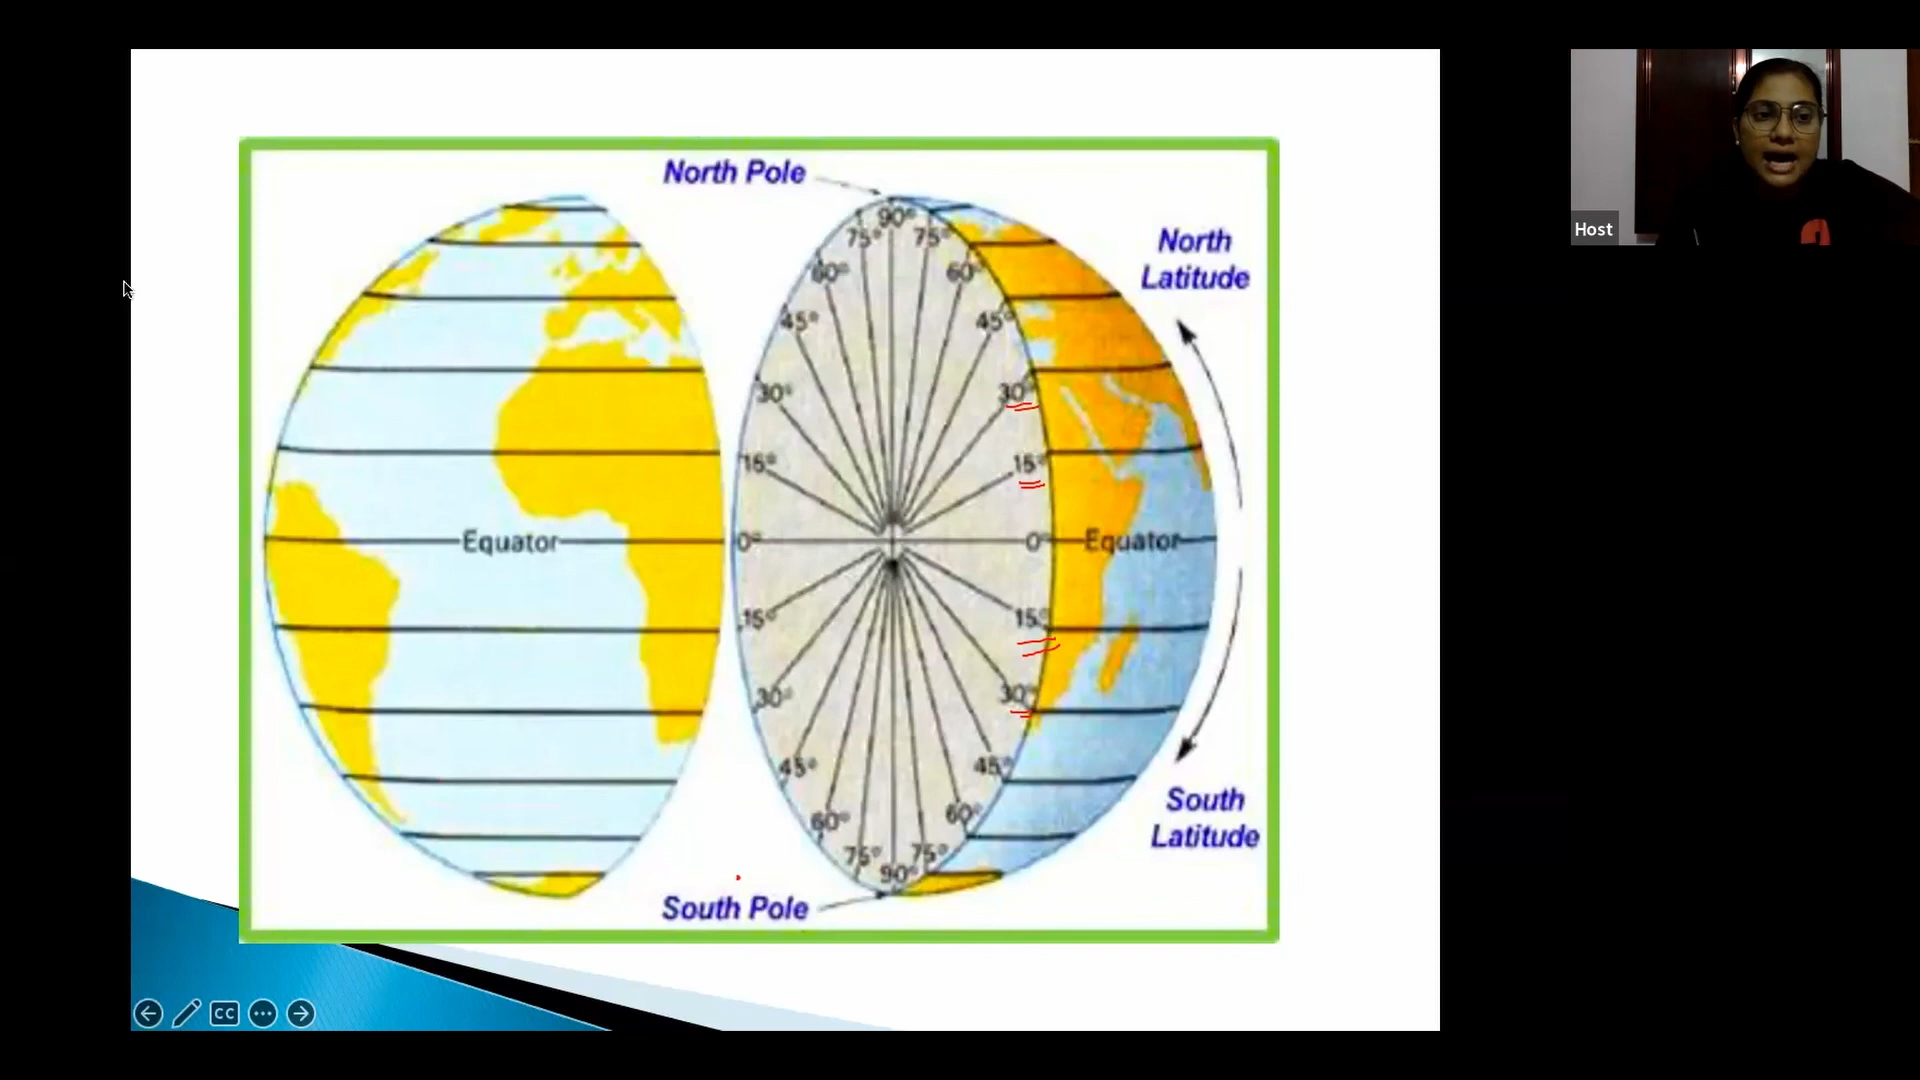 North Pole
90°
75° 75°
60° 60°
45° 45°
30° 30°
15° 15°
0° 0°
15° 15°
30° 30°
45° 45°
60° 60°
75° 75°
90°
Equator
Equator
North
Latitude
South
Latitude
South Pole
Host
CC